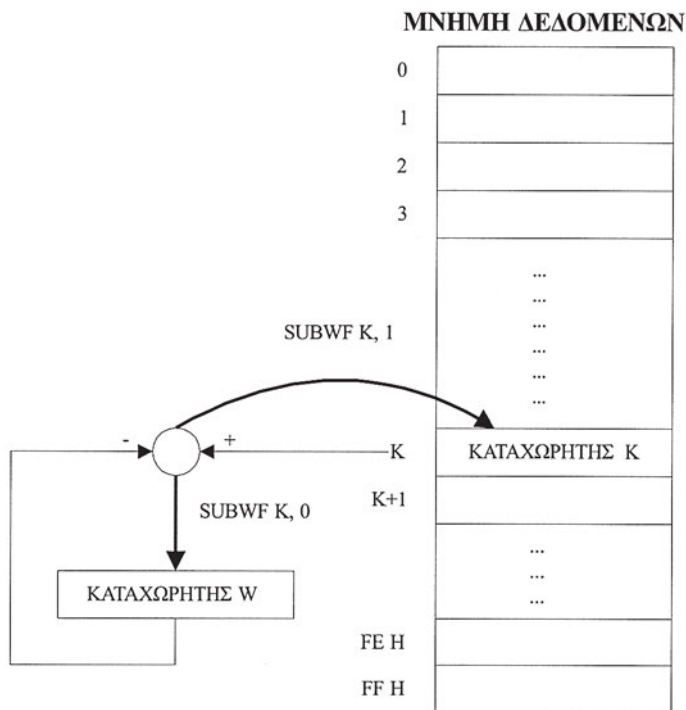 ΜΝΗΜΗ ΔΕΔΟΜΕΝΩΝ
0
1
2
3
...
...
...
...
...
...
SUBWF K, 1
- +
K
ΚΑΤΑΧΩΡΗΤΗΣ K
K+1
SUBWF K, 0
...
...
...
ΚΑΤΑΧΩΡΗΤΗΣ W
FE H
FF H